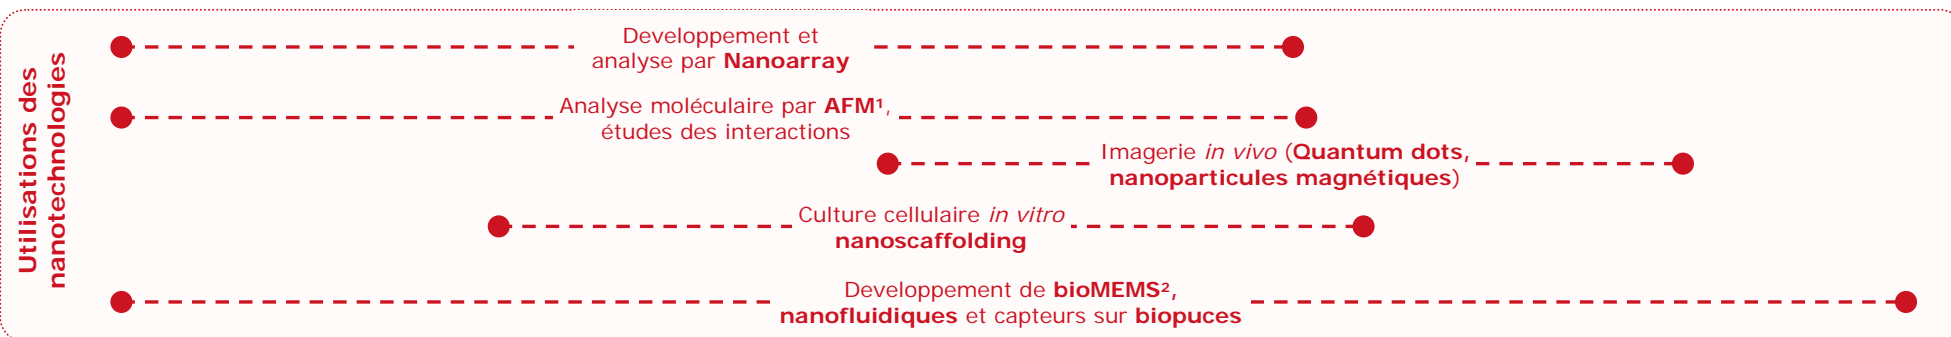 Utilisations des
nanotechnologies
Developpement et
analyse par Nanoarray
Analyse moléculaire par AFM¹,
études des interactions
Imagerie in vivo (Quantum dots,
nanoparticules magnétiques)
Culture cellulaire in vitro
nanoscaffolding
Developpement de bioMEMS²,
nanofluidiques et capteurs sur biopuces